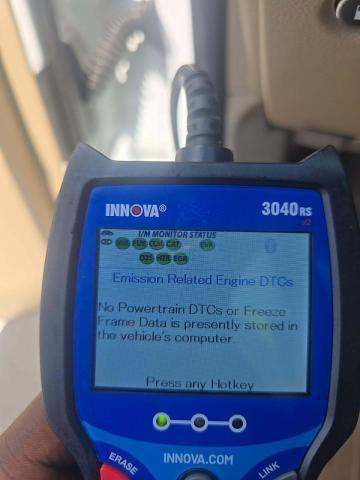 INNOVA®
3040RS
v2
I/M MONITOR STATUS
MIS FUE CCM CAT EVA
O2S HTR EGR
Emission Related Engine DTCs
No Powertrain DTCs or Freeze
Frame Data is presently stored in
the vehicle's computer.
Press any Hotkey
INNOVA.COM
ERASE
LINK